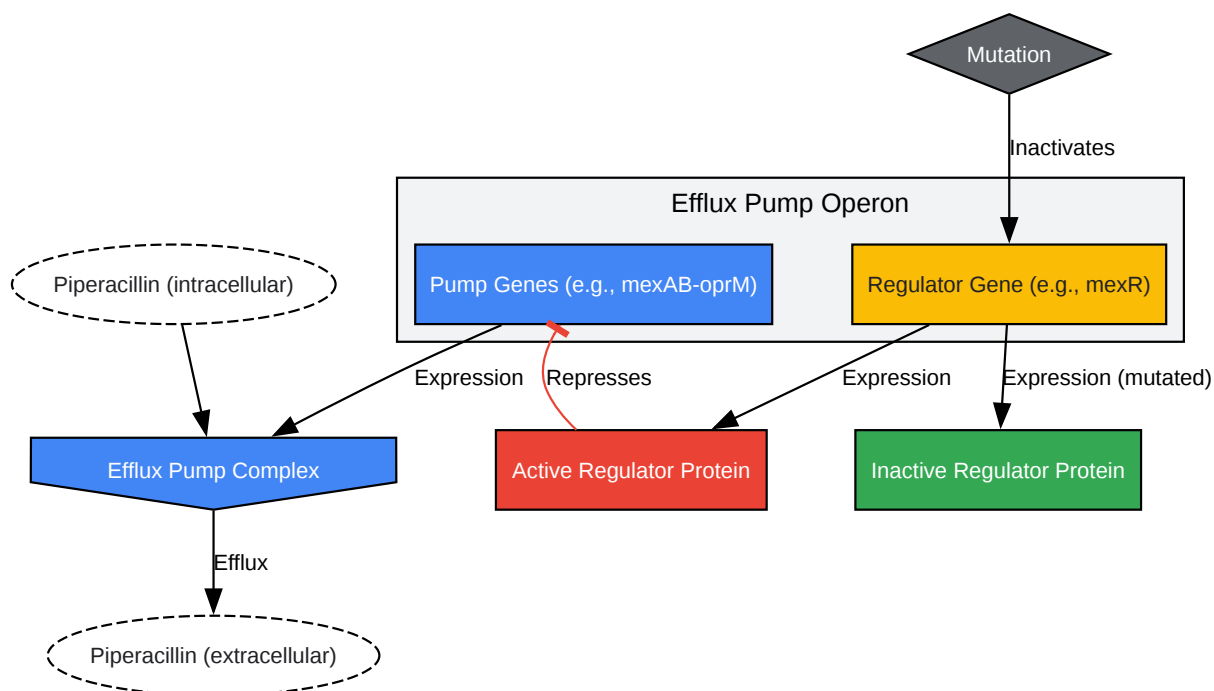 Mutation
Inactivates
Efflux Pump Operon
Piperacillin (intracellular)
Pump Genes (e.g., mexAB-oprM)
Regulator Gene (e.g., mexR)
Expression
Represses
Expression
Expression (mutated)
Efflux Pump Complex
Active Regulator Protein
Inactive Regulator Protein
Efflux
Piperacillin (extracellular)